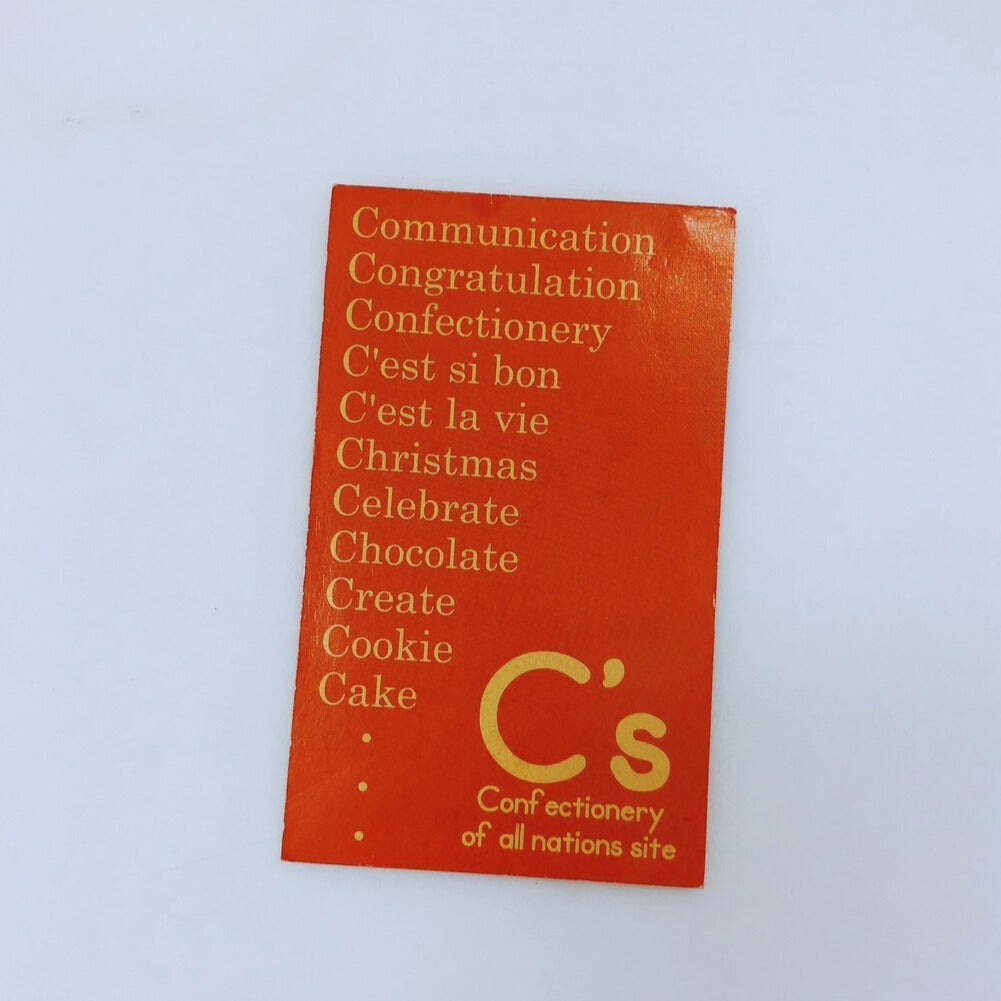 Communication
Congratulation
Confectionery
C'est si bon
C'est la vie
Christmas
Celebrate
Chocolate
Create
Cookie
Cake
C's
Confectionery
of all nations site